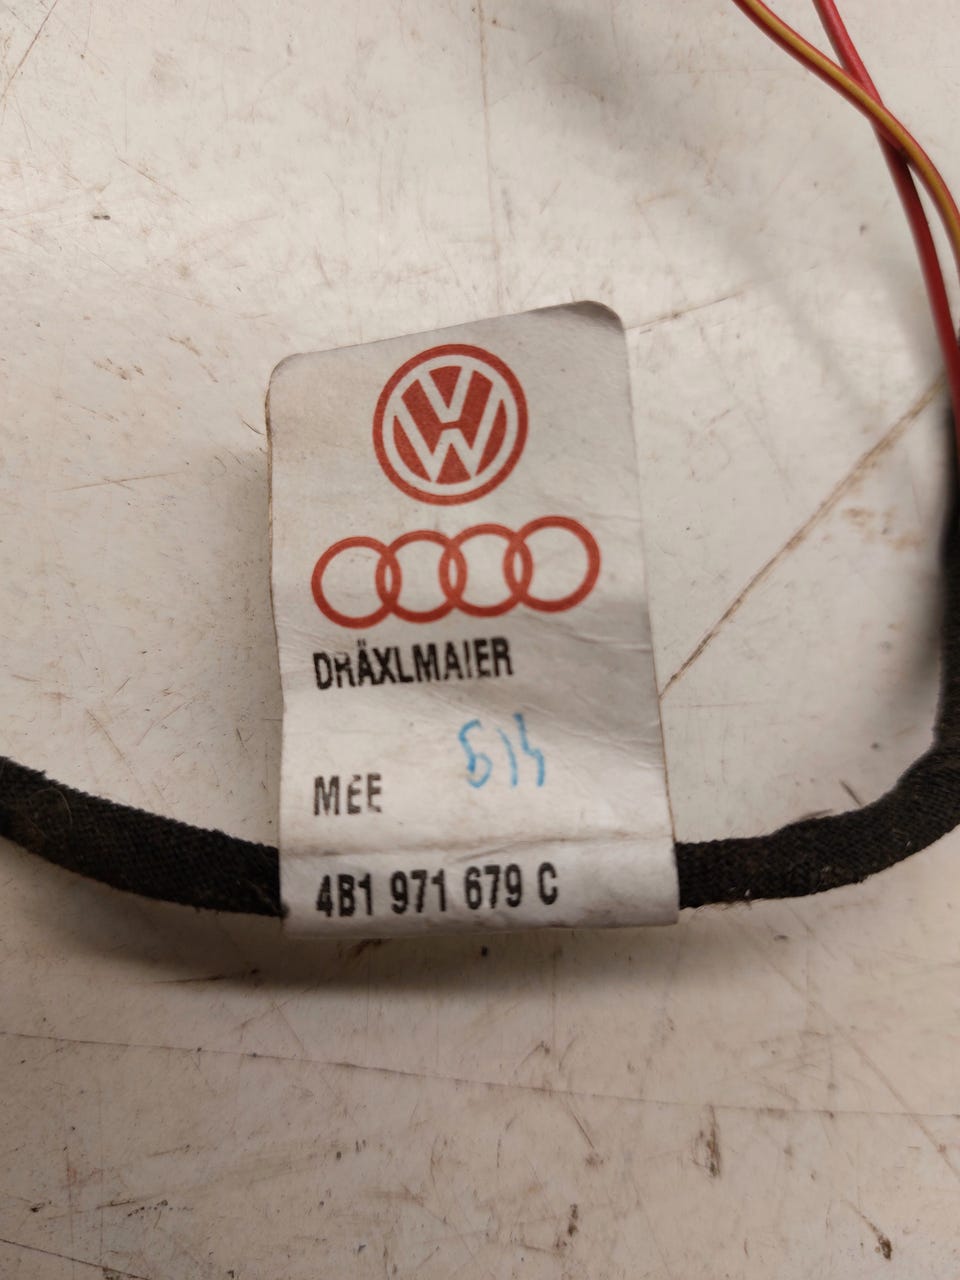 DRÄXLMAIER
MEE
4B1 971 679 C